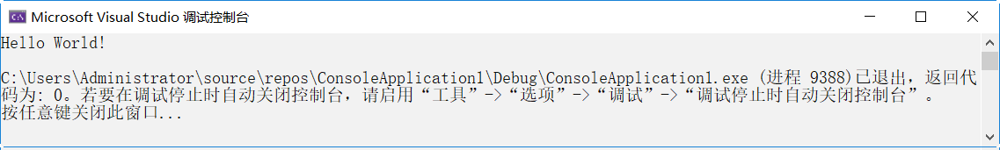 Microsoft Visual Studio 调试控制台
Hello World!
C:\Users\Administrator\source\repos\ConsoleApplication1\Debug\ConsoleApplication1.exe (进程 9388)已退出，返回代
码为: 0。若要在调试停止时自动关闭控制台，请启用“工具”->“选项”->“调试”->“调试停止时自动关闭控制台”。
按任意键关闭此窗口...